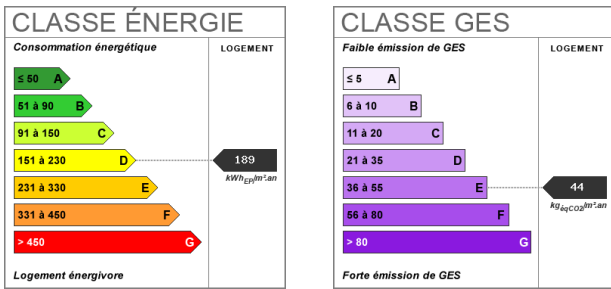 CLASSE ÉNERGIE
Consommation énergétique
LOGEMENT
≤ 50 A
51 à 90 B
91 à 150 C
151 à 230 D
189
kWhEP/m².an
231 à 330 E
331 à 450 F
> 450 G
Logement énergivore
CLASSE GES
Faible émission de GES
LOGEMENT
≤ 5 A
6 à 10 B
11 à 20 C
21 à 35 D
36 à 55 E
44
kgéqCO2/m².an
56 à 80 F
> 80 G
Forte émission de GES